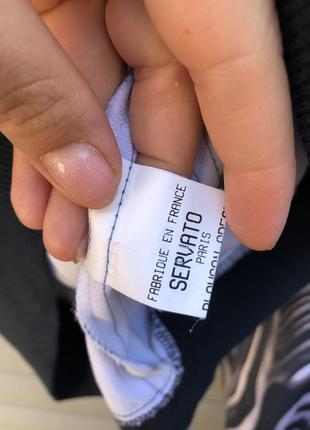 FABRIQUE EN FRANCE
SERVATO
PARIS